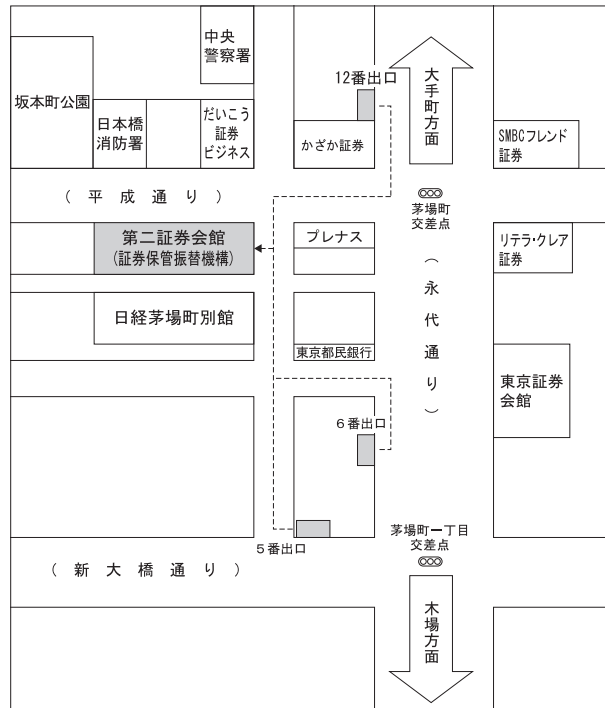 中央
警察署
坂本町公園
日本橋
消防署
だいこう
証券
ビジネス
12番出口
かざか証券
大手町方面
SMBCフレンド
証券
(平成通り)
茅場町
交差点
第二証券会館
(証券保管振替機構)
プレナス
リテラ・クレア
証券
(永代通り)
日経茅場町別館
東京都民銀行
東京証券
会館
6番出口
5番出口
茅場町一丁目
交差点
(新大橋通り)
木場方面